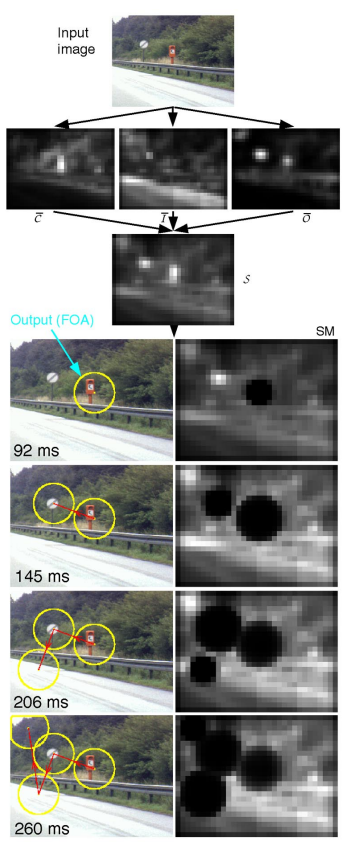 Input
image
C̅
I̅
O̅
S
Output (FOA)
SM
92 ms
145 ms
206 ms
260 ms